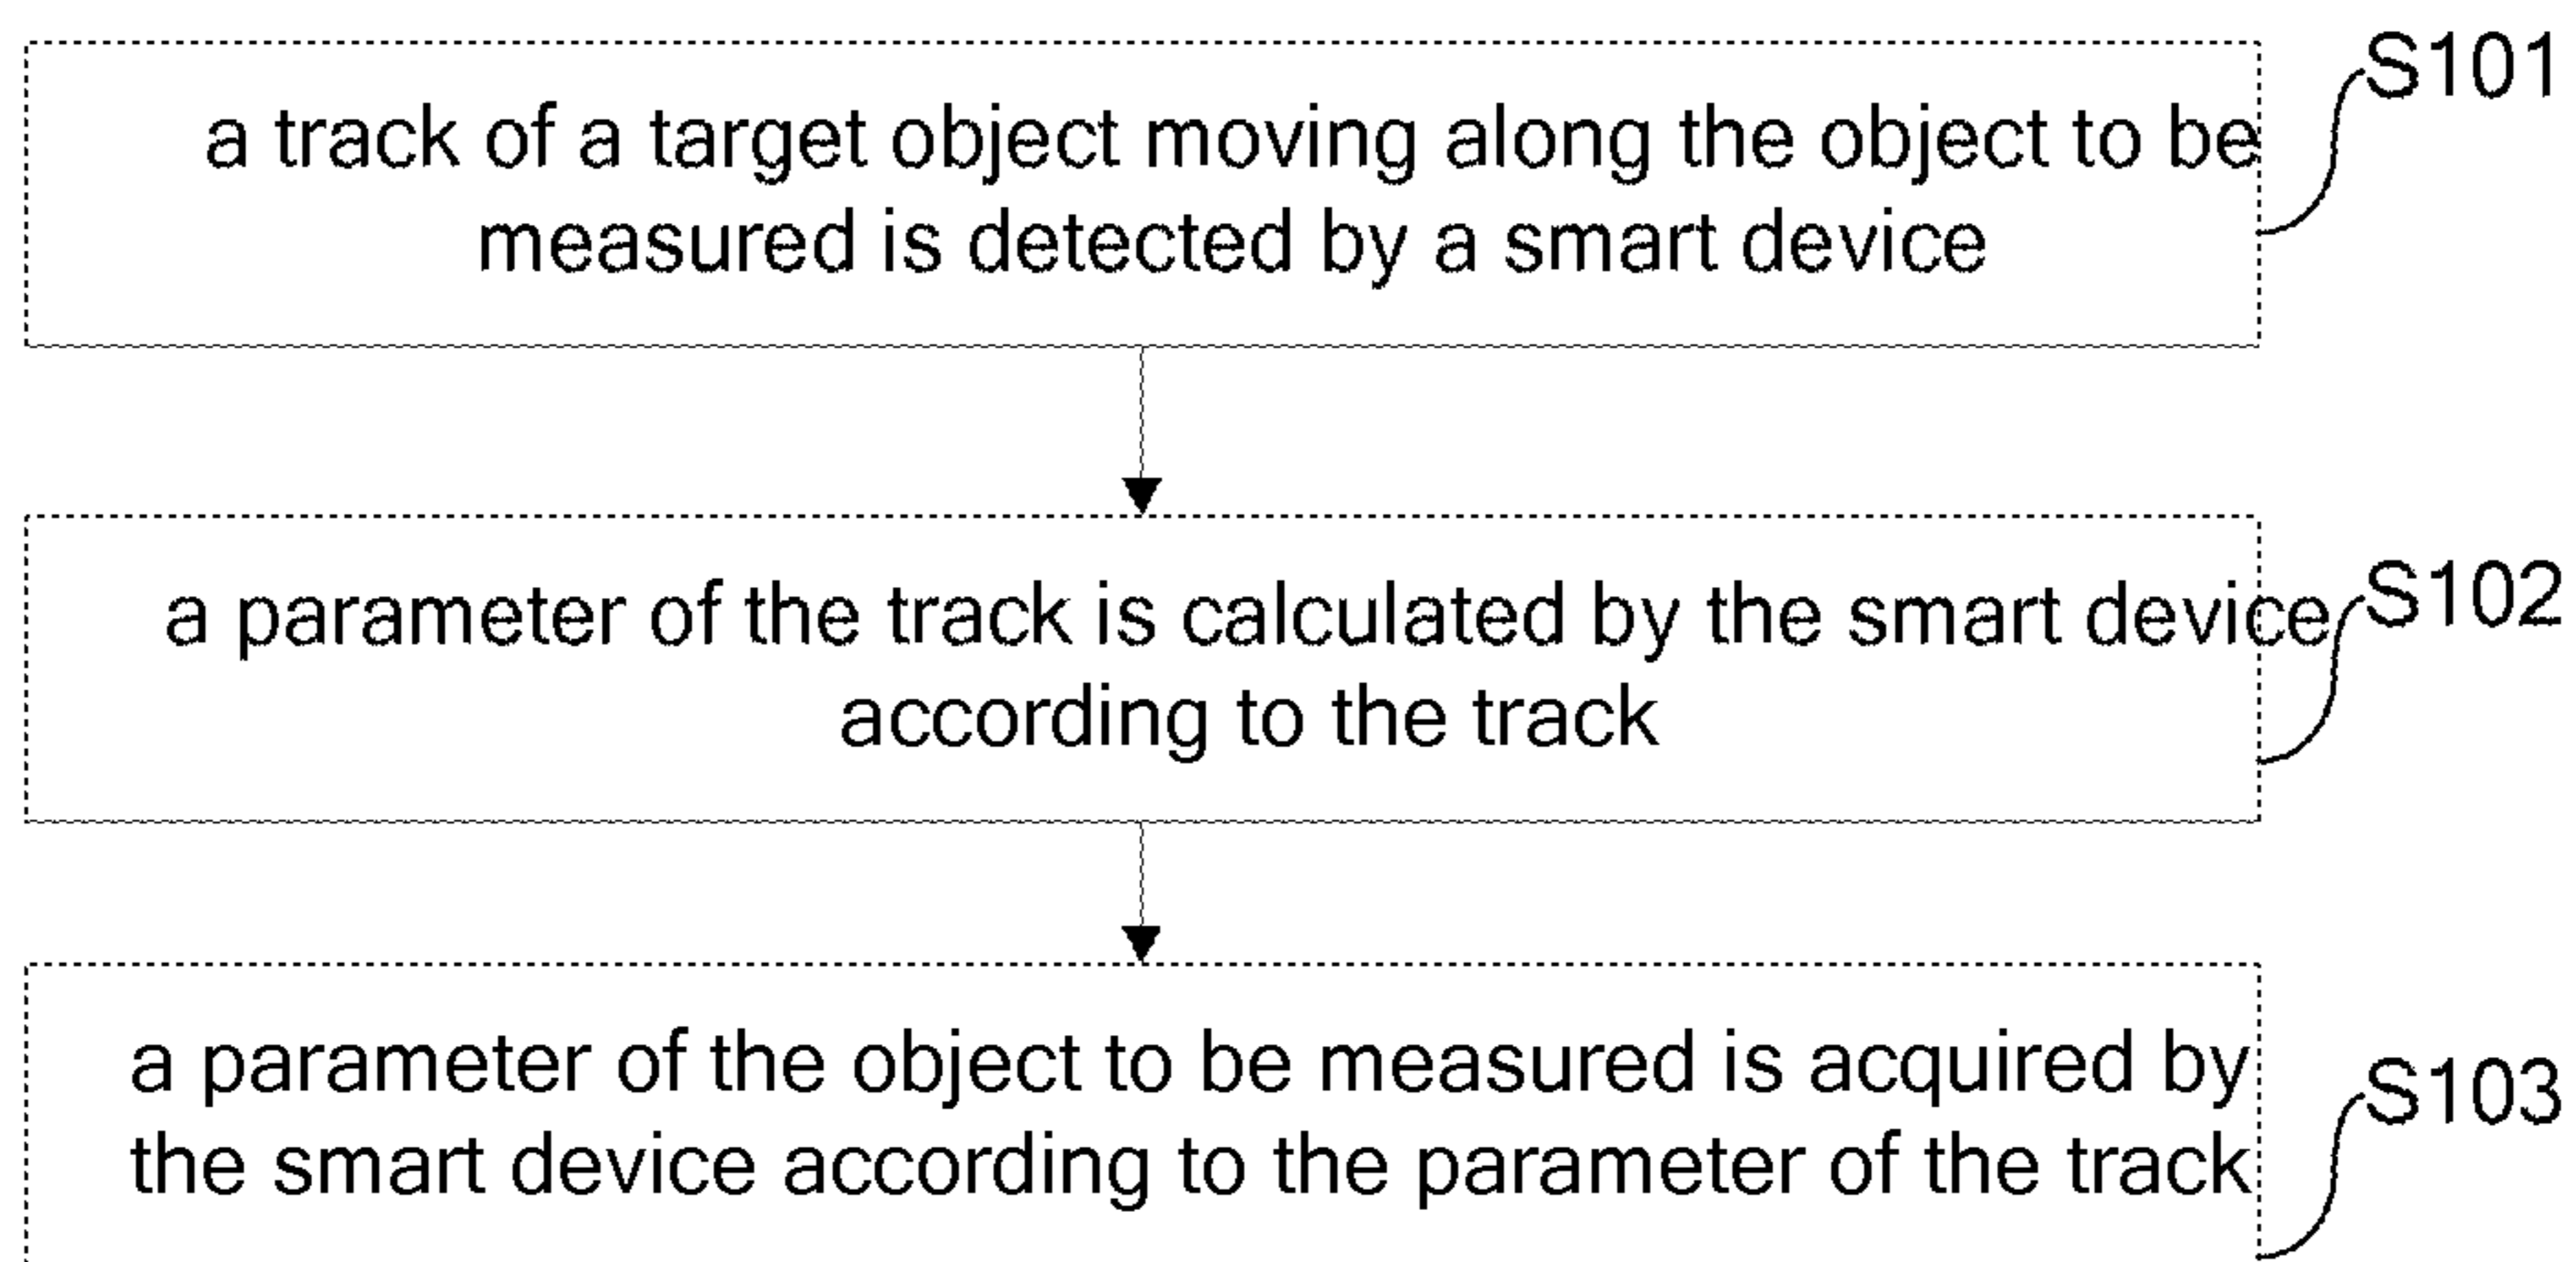 S101
a track of a target object moving along the object to be
measured is detected by a smart device
S102
a parameter of the track is calculated by the smart device
according to the track
S103
a parameter of the object to be measured is acquired by
the smart device according to the parameter of the track